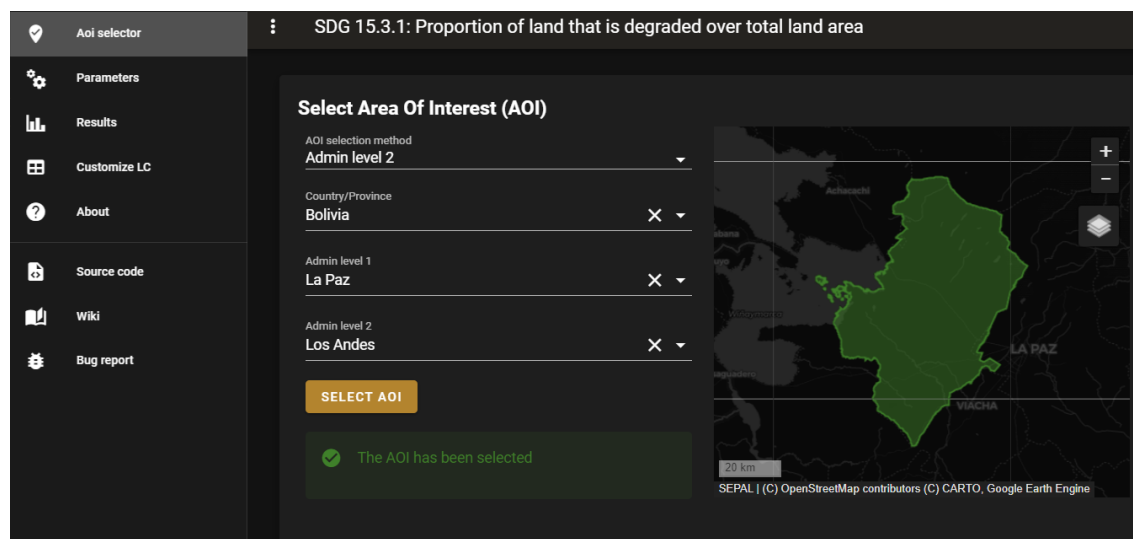 Aoi selector
Parameters
Results
Customize LC
About
Source code
Wiki
Bug report
SDG 15.3.1: Proportion of land that is degraded over total land area
Select Area Of Interest (AOI)
AOI selection method
Admin level 2
Country/Province
Bolivia
Admin level 1
La Paz
Admin level 2
Los Andes
SELECT AOI
The AOI has been selected
+
−
Achacachi
LA PAZ
VIACHA
20 km
SEPAL | (C) OpenStreetMap contributors (C) CARTO, Google Earth Engine